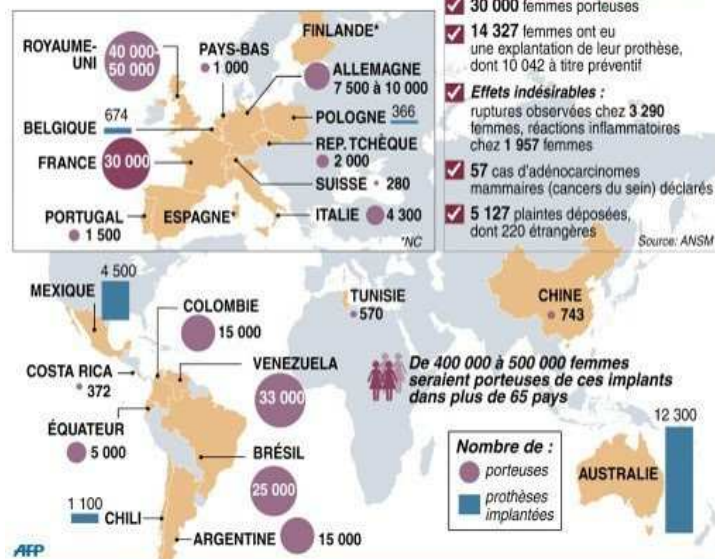 ROYAUME-
UNI
40 000-
50 000
PAYS-BAS
1 000
FINLANDE*
ALLEMAGNE
7 500 à 10 000
BELGIQUE
674
POLOGNE
366
REP. TCHÈQUE
2 000
FRANCE
30 000
SUISSE
280
PORTUGAL
1 500
ESPAGNE*
ITALIE
4 300
*NC
30 000 femmes porteuses
14 327 femmes ont eu
une explantation de leur prothèse,
dont 10 042 à titre préventif
Effets indésirables :
ruptures observées chez 3 290
femmes, réactions inflammatoires
chez 1 957 femmes
57 cas d'adénocarcinomes
mammaires (cancers du sein) déclarés
5 127 plaintes déposées,
dont 220 étrangères
Source: ANSM
4 500
MEXIQUE
COLOMBIE
15 000
TUNISIE
570
CHINE
743
COSTA RICA
372
VENEZUELA
33 000
De 400 000 à 500 000 femmes
seraient porteuses de ces implants
dans plus de 65 pays
ÉQUATEUR
5 000
BRÉSIL
25 000
1 100
CHILI
ARGENTINE
15 000
12 300
AUSTRALIE
Nombre de :
porteuses
prothèses
implantées
AFP